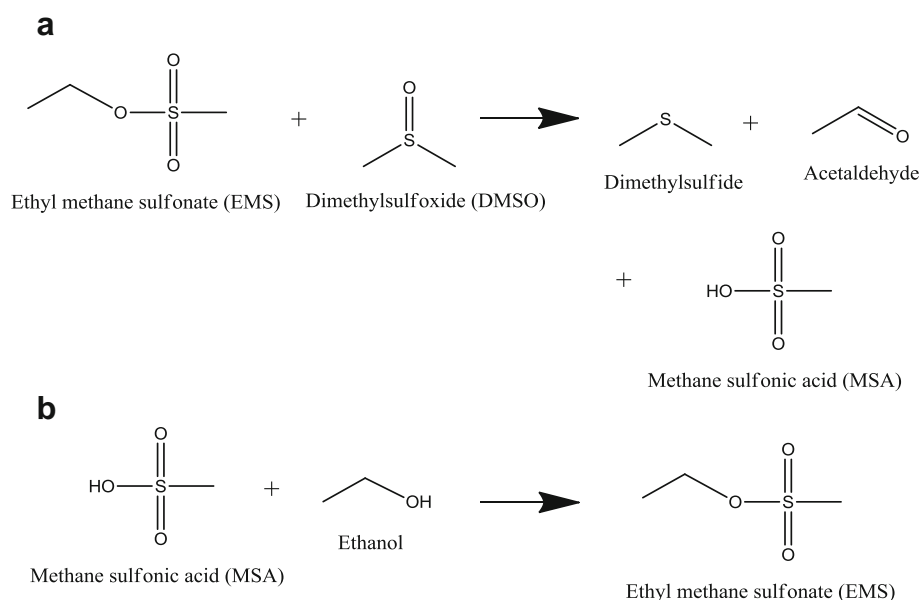 a
O
O
S
O
+
O
S
S
+
O
Ethyl methane sulfonate (EMS)
Dimethylsulfoxide (DMSO)
Dimethylsulfide
Acetaldehyde
+
O
HO
S
O
Methane sulfonic acid (MSA)
b
O
HO
S
O
+
OH
O
O
S
O
Methane sulfonic acid (MSA)
Ethanol
Ethyl methane sulfonate (EMS)